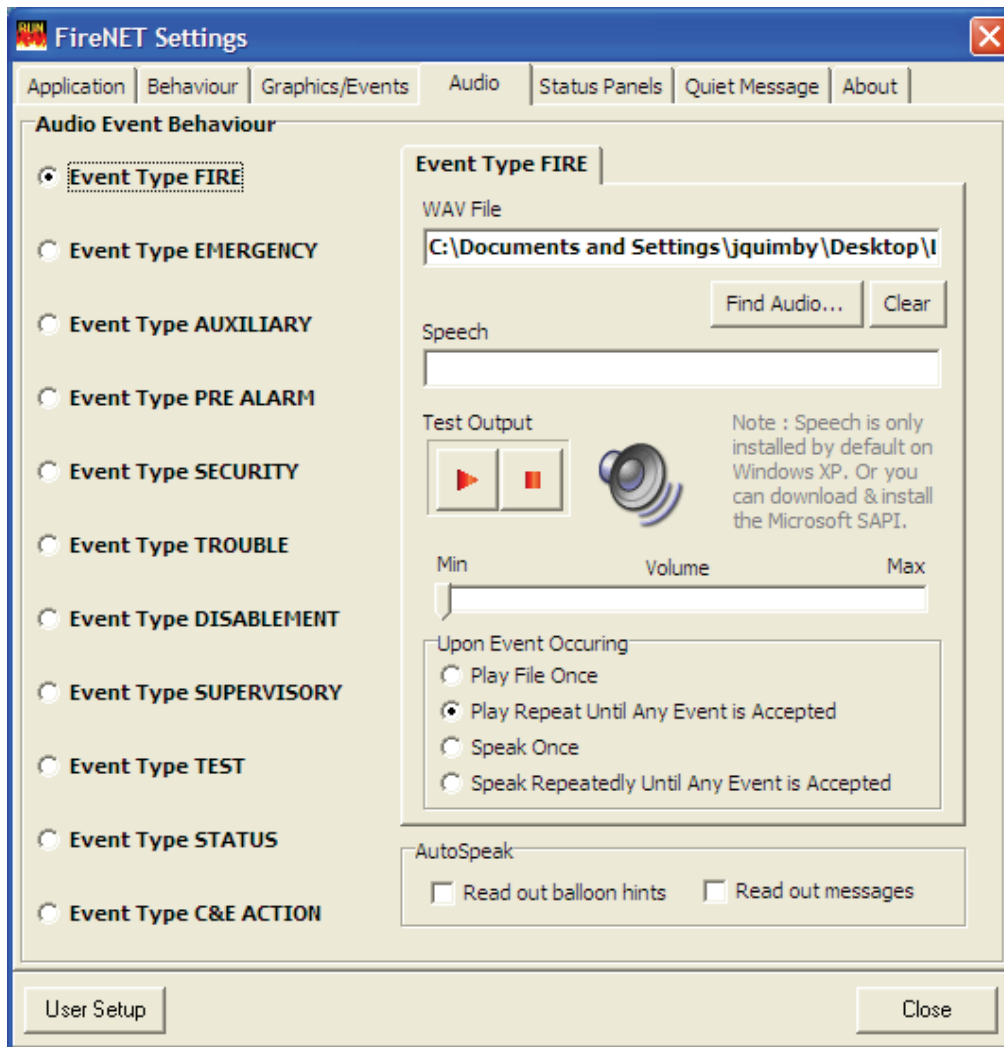 RUN
FireNET Settings
Application Behaviour Graphics/Events Audio Status Panels Quiet Message About
Audio Event Behaviour
Event Type FIRE
Event Type EMERGENCY
Event Type AUXILIARY
Event Type PRE ALARM
Event Type SECURITY
Event Type TROUBLE
Event Type DISABLEMENT
Event Type SUPERVISORY
Event Type TEST
Event Type STATUS
Event Type C&E ACTION
Event Type FIRE
WAV File
C:\Documents and Settings\jquimby\Desktop\
Find Audio... Clear
Speech
Test Output
Note : Speech is only
installed by default on
Windows XP. Or you
can download & install
the Microsoft SAPI.
Min Volume Max
Upon Event Occuring
Play File Once
Play Repeat Until Any Event is Accepted
Speak Once
Speak Repeatedly Until Any Event is Accepted
AutoSpeak
Read out balloon hints Read out messages
User Setup Close